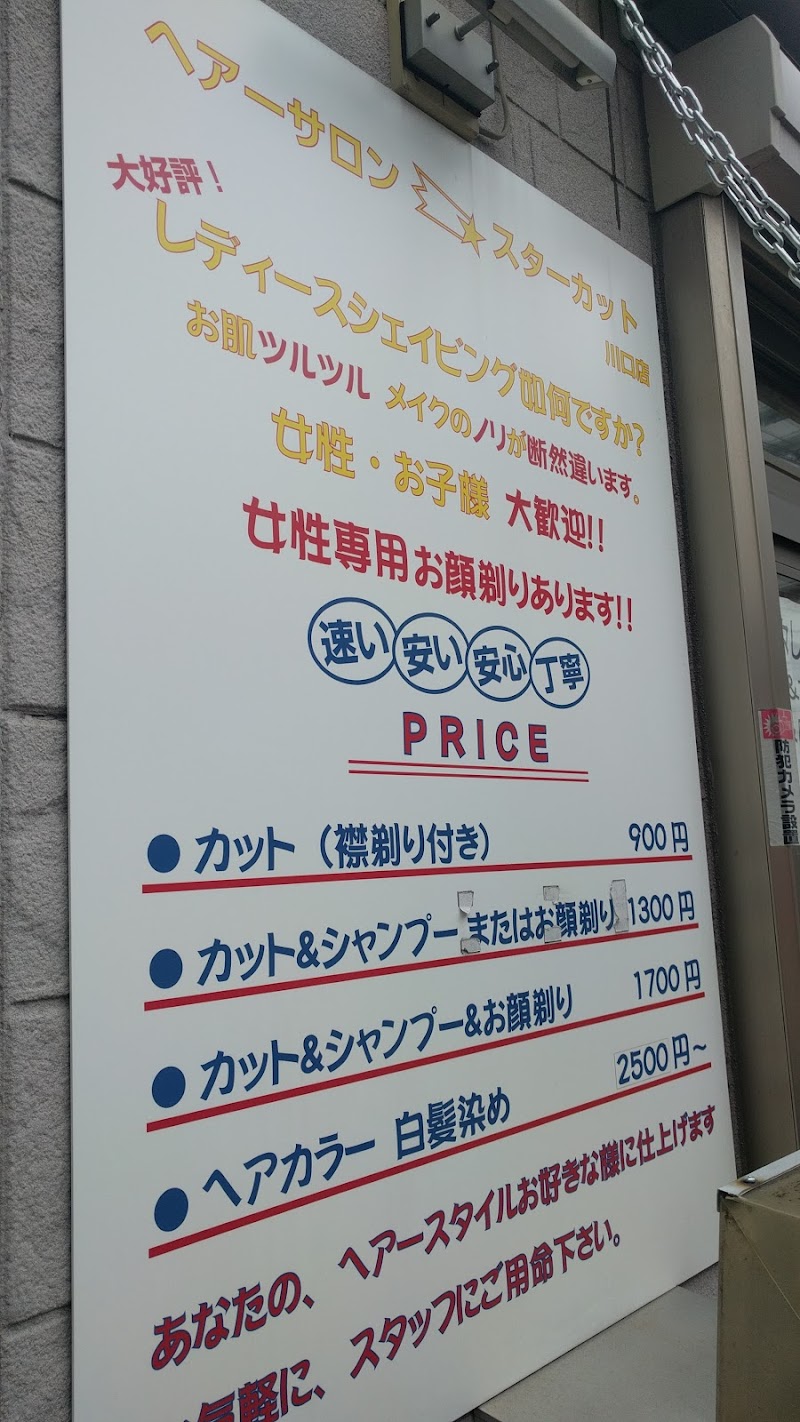 ヘアーサロン スターカット
川口店
大好評！
レディースシェイビング如何ですか?
お肌ツルツル メイクのノリが断然違います。
女性・お子様 大歓迎!!
女性専用お顔剃りあります!!
速い 安い 安心 丁寧
PRICE
● カット（襟剃り付き） 900円
● カット&シャンプー またはお顔剃り 1300円
● カット&シャンプー&お顔剃り 1700円
● ヘアカラー 白髪染め 2500円～
あなたの、ヘアースタイルお好きな様に仕上げます
気軽に、スタッフにご用命下さい。
防犯カメラ設置